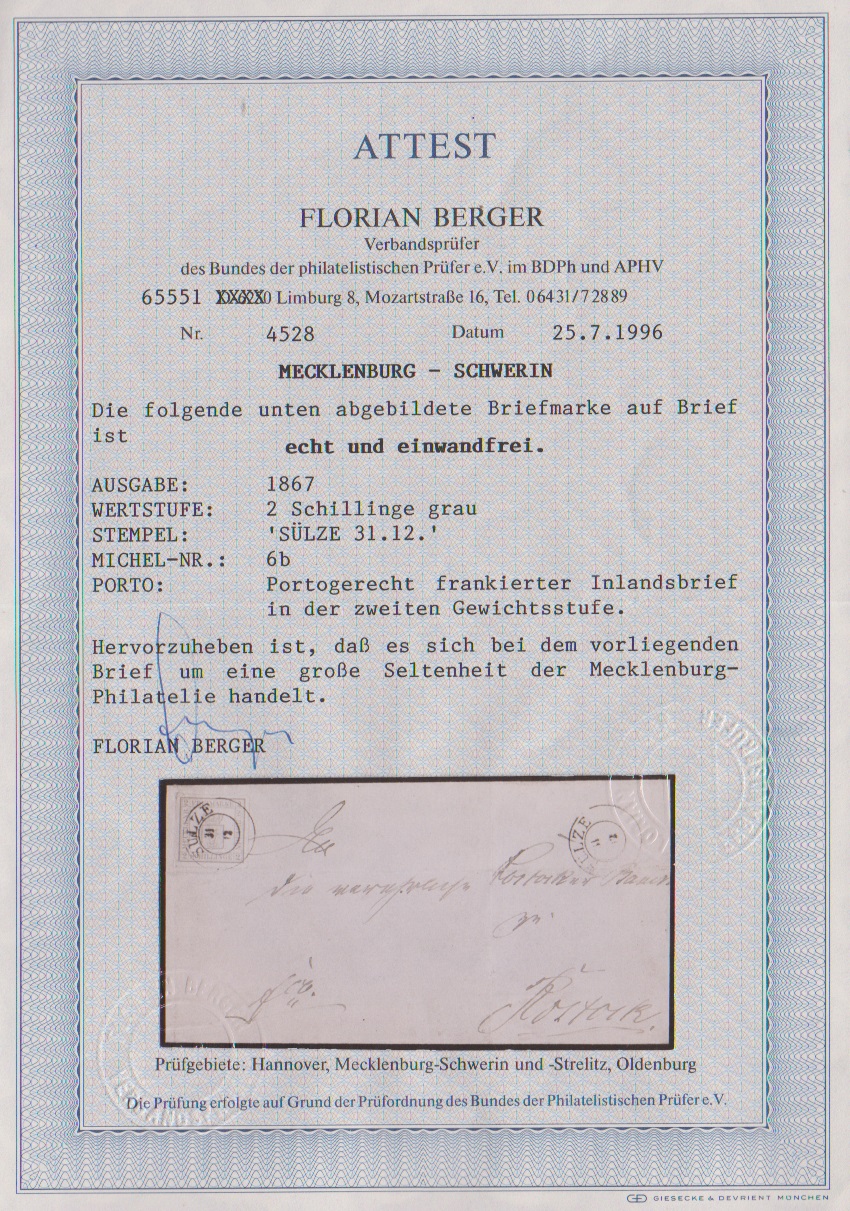 ATTEST
FLORIAN BERGER
Verbandsprüfer
des Bundes der philatelistischen Prüfer e.V. im BDPh und APHV
65551 Limburg 8, Mozartstraße 16, Tel. 06431/72889
Nr. 4528 Datum 25.7.1996
MECKLENBURG - SCHWERIN
Die folgende unten abgebildete Briefmarke auf Brief
ist
echt und einwandfrei.
AUSGABE: 1867
WERTSTUFE: 2 Schillinge grau
STEMPEL: 'SÜLZE 31.12.'
MICHEL-NR.: 6b
PORTO: Portogerecht frankierter Inlandsbrief
in der zweiten Gewichtsstufe.
Hervorzuheben ist, daß es sich bei dem vorliegenden
Brief um eine große Seltenheit der Mecklenburg-
Philatelie handelt.
FLORIAN BERGER
SÜLZE
SÜLZE
An
die Rostocker
Rostock.
Prüfgebiete: Hannover, Mecklenburg-Schwerin und -Strelitz, Oldenburg
Die Prüfung erfolgte auf Grund der Prüfordnung des Bundes der Philatelistischen Prüfer e.V.
GIESECKE & DEVRIENT MÜNCHEN